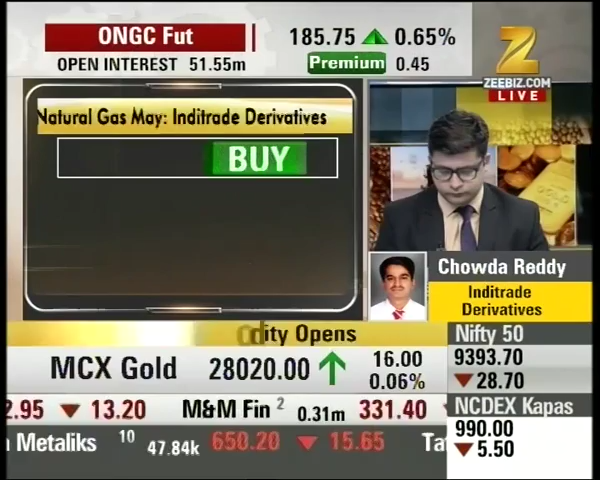 ONGC Fut
185.75 0.65%
OPEN INTEREST 51.55m
Premium 0.45
ZEEBIZ.COM
LIVE
Natural Gas May: Inditrade Derivatives
BUY
GOLD
Chowda Reddy
Inditrade
Derivatives
ity Opens
Nifty 50
9393.70
28.70
MCX Gold 28020.00 16.00
0.06%
2.95 13.20 M&M Fin 2 0.31m 331.40
NCDEX Kapas
990.00
5.50
Metaliks 10 47.84k 650.20 15.65 Tat